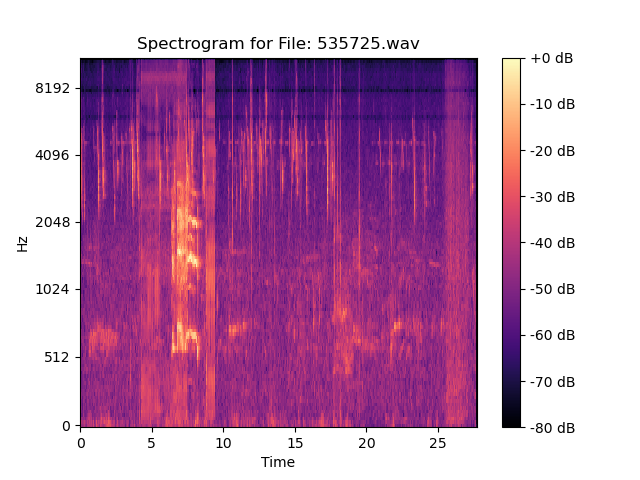 Spectrogram for File: 535725.wav
Hz
8192
4096
2048
1024
512
0
0 5 10 15 20 25
Time
+0 dB
-10 dB
-20 dB
-30 dB
-40 dB
-50 dB
-60 dB
-70 dB
-80 dB